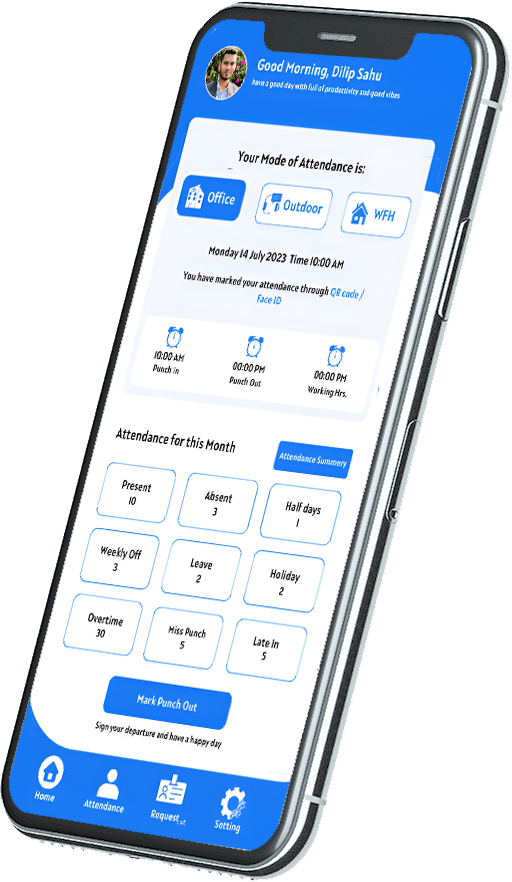 Good Morning, Dilip Sahu
have a good day with full of productivity and good vibes
Your Mode of Attendance is:
Office
Outdoor
WFH
Monday 14 July 2023 Time 10:00 AM
You have marked your attendance through QR code /
Face ID
10:00 AM
00:00 PM
00:00 PM
Punch in
Punch Out
Working Hrs.
Attendance for this Month
Attendance Summery
Present
10
Absent
3
Half days
1
Weekly Off
3
Leave
2
Holiday
2
Overtime
30
Miss Punch
5
Late In
5
Mark Punch Out
Sign your departure and have a happy day
Home
Attendance
Request
Setting